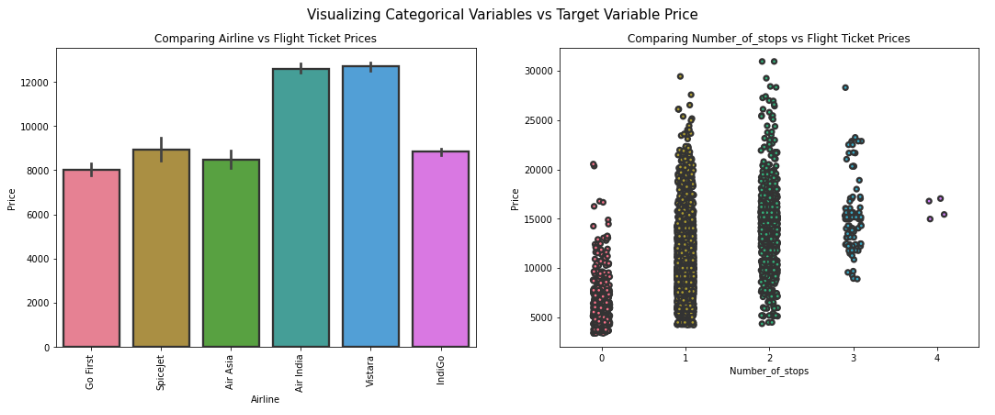 Visualizing Categorical Variables vs Target Variable Price
Comparing Airline vs Flight Ticket Prices
Price
12000
10000
8000
6000
4000
2000
0
Go First
SpiceJet
Air Asia
Air India
Vistara
IndiGo
Airline
Comparing Number_of_stops vs Flight Ticket Prices
Price
30000
25000
20000
15000
10000
5000
0 1 2 3 4
Number_of_stops